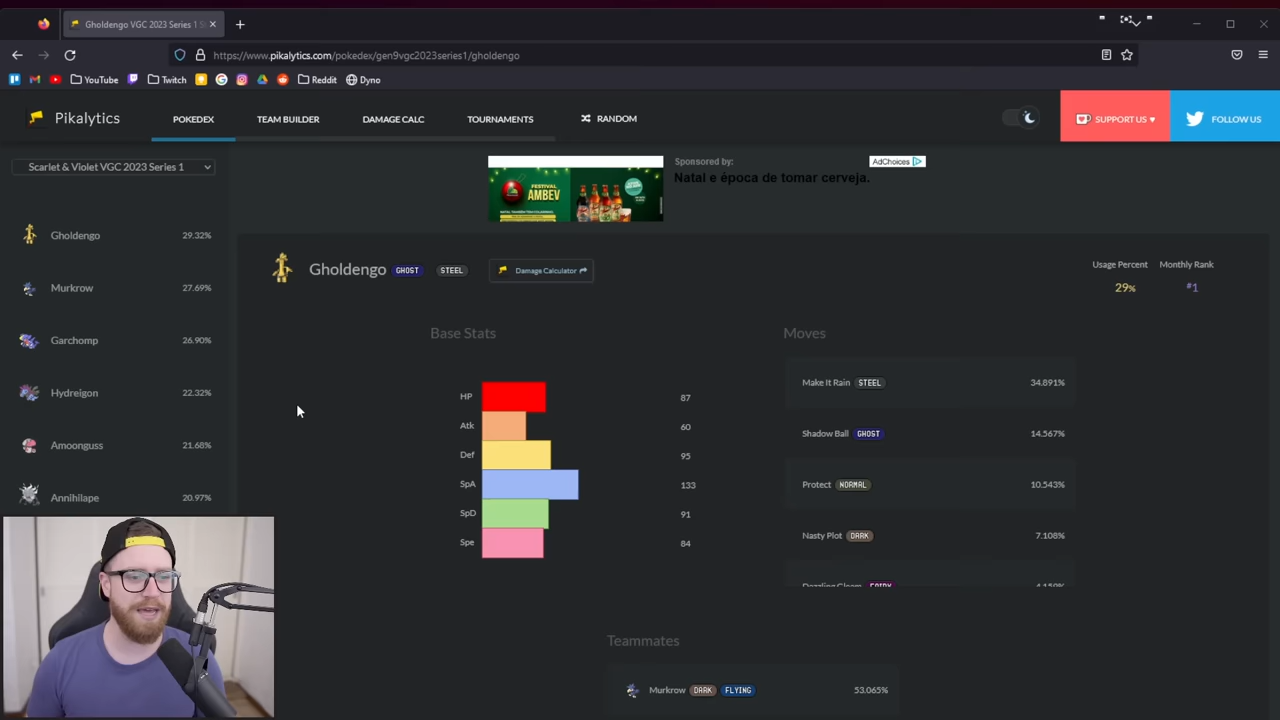 Gholdengo VGC 2023 Series 1 S
https://www.pikalytics.com/pokedex/gen9vgc2023series1/gholdengo
YouTube
Twitch
Reddit
Dyno
Pikalytics
POKEDEX
TEAM BUILDER
DAMAGE CALC
TOURNAMENTS
RANDOM
SUPPORT US ♥
FOLLOW US
Scarlet & Violet VGC 2023 Series 1
FESTIVAL
AMBEV
Sponsored by:
AdChoices
Natal e época de tomar cerveja.
Gholdengo 29.32%
Murkrow 27.69%
Garchomp 26.90%
Hydreigon 22.32%
Amoonguss 21.68%
Annihilape 20.97%
Gholdengo GHOST STEEL
Damage Calculator
Usage Percent
29%
Monthly Rank
#1
Base Stats
HP 87
Atk 60
Def 95
SpA 133
SpD 91
Spe 84
Moves
Make It Rain STEEL 34.891%
Shadow Ball GHOST 14.567%
Protect NORMAL 10.543%
Nasty Plot DARK 7.108%
Dazzling Gleam FAIRY 4.159%
Teammates
Murkrow DARK FLYING 53.065%